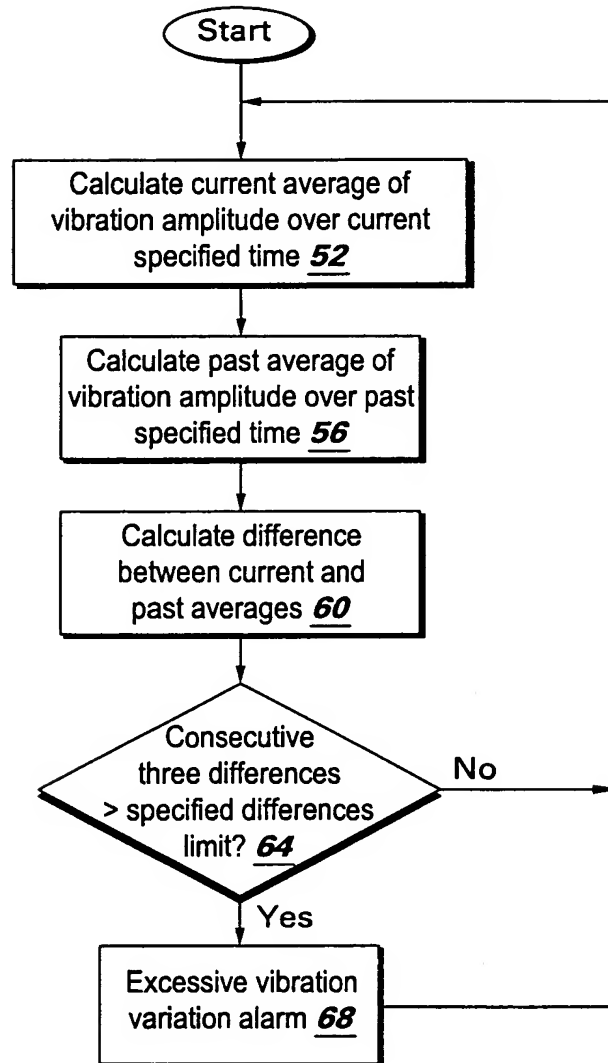 Start
Calculate current average of
vibration amplitude over current
specified time 52
Calculate past average of
vibration amplitude over past
specified time 56
Calculate difference
between current and
past averages 60
Consecutive
three differences
> specified differences
limit? 64
No
Yes
Excessive vibration
variation alarm 68